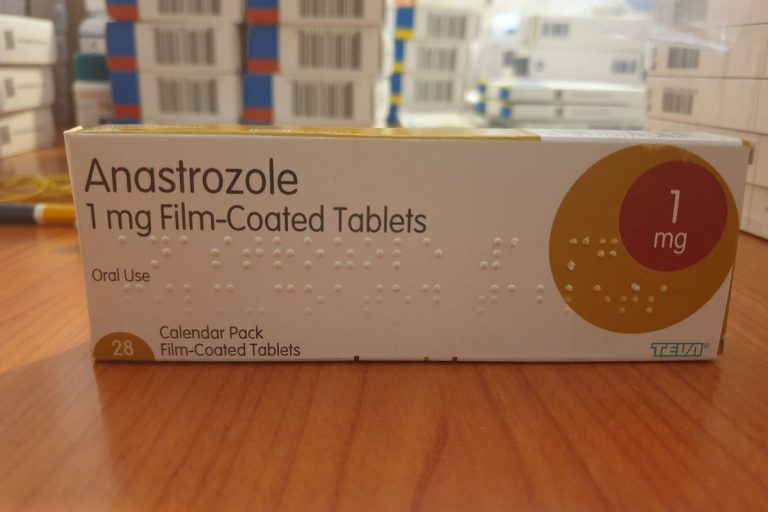 Anastrozole
1 mg Film-Coated Tablets
Oral Use
28
Calendar Pack
Film-Coated Tablets
1
mg
TEVA®